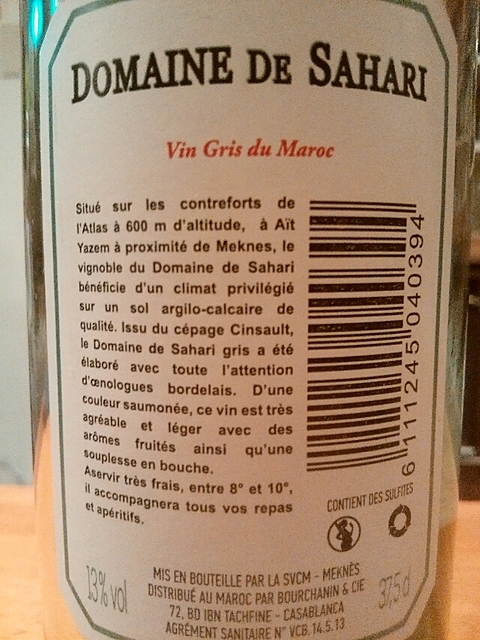 DOMAINE DE SAHARI
Vin Gris du Maroc
Situé sur les contreforts de
l'Atlas à 600 m d'altitude, à Aït
Yazem à proximité de Meknes, le
vignoble du Domaine de Sahari
bénéficie d'un climat privilégié
sur un sol argilo-calcaire de
qualité. Issu du cépage Cinsault,
le Domaine de Sahari gris a été
élaboré avec toute l'attention
d'œnologues bordelais. D'une
couleur saumonée, ce vin est très
agréable et léger avec des
arômes fruités ainsi qu'une
souplesse en bouche.
Aservir très frais, entre 8° et 10°,
il accompagnera tous vos repas
et apéritifs.
6 111245 040394
CONTIENT DES SULFITES
13% vol
MIS EN BOUTEILLE PAR LA SVCM - MEKNÈS
DISTRIBUÉ AU MAROC PAR BOURCHANIN & CIE
72, BD IBN TACHFINE - CASABLANCA
AGRÉMENT SANITAIRE N° VCB.14.5.13
37,5 cl